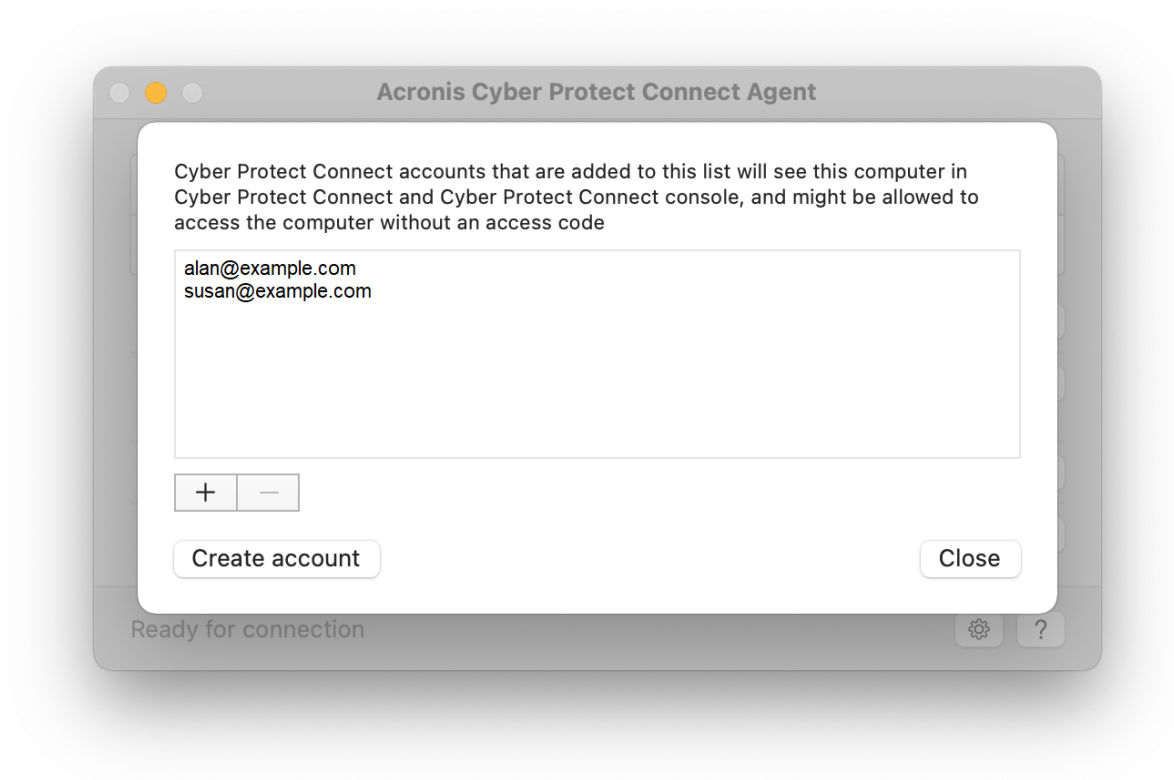 Acronis Cyber Protect Connect Agent
Cyber Protect Connect accounts that are added to this list will see this computer in
Cyber Protect Connect and Cyber Protect Connect console, and might be allowed to
access the computer without an access code
alan@example.com
susan@example.com
+ −
Create account
Close
Ready for connection
?